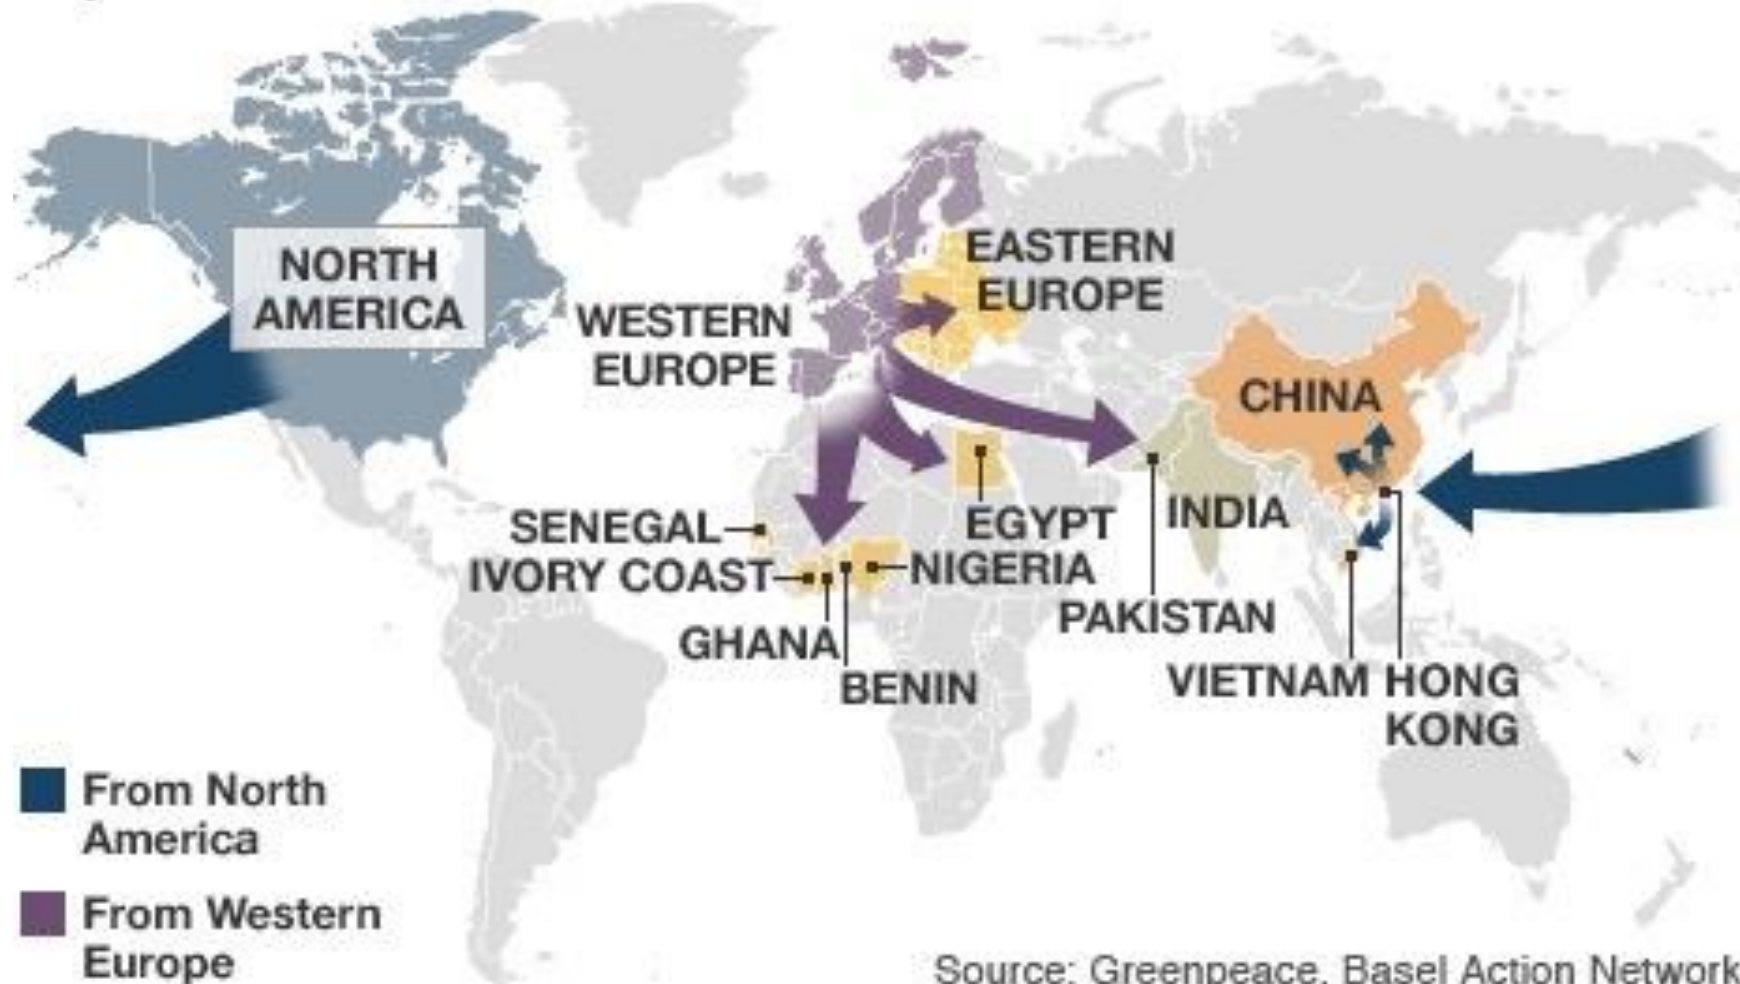 NORTH
AMERICA
WESTERN
EUROPE
EASTERN
EUROPE
CHINA
SENEGAL
IVORY COAST
GHANA
BENIN
EGYPT
NIGERIA
INDIA
PAKISTAN
VIETNAM
HONG
KONG
From North
America
From Western
Europe
Source: Greenpeace, Basel Action Network